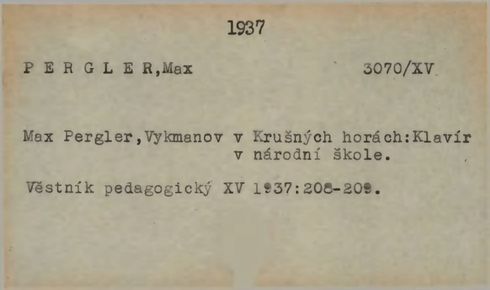 1937
P E R G L E R,Max 3070/XV
Max Pergler,Vykmanov v Krušných horách:Klavír
v národní škole.
Věstník pedagogický XV 1937:208-209.